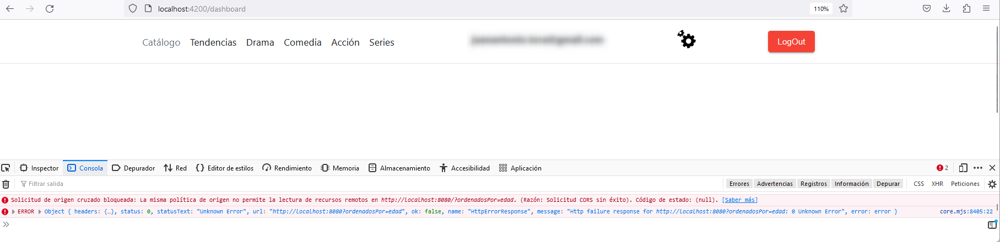 localhost:4200/dashboard
110%
Catálogo Tendencias Drama Comedia Acción Series
LogOut
Inspector Consola Depurador Red Editor de estilos Rendimiento Memoria Almacenamiento Accesibilidad Aplicación 2
Filtrar salida Errores Advertencias Registros Información Depurar CSS XHR Peticiones
Solicitud de origen cruzado bloqueada: La misma política de origen no permite la lectura de recursos remotos en http://localhost:8080/?ordenadosPor=edad. (Razón: Solicitud CORS sin éxito). Código de estado: (null). [Saber más]
ERROR Object { headers: {…}, status: 0, statusText: "Unknown Error", url: "http://localhost:8080?ordenadosPor=edad", ok: false, name: "HttpErrorResponse", message: "Http failure response for http://localhost:8080?ordenadosPor=edad: 0 Unknown Error", error: error } core.mjs:8405:22